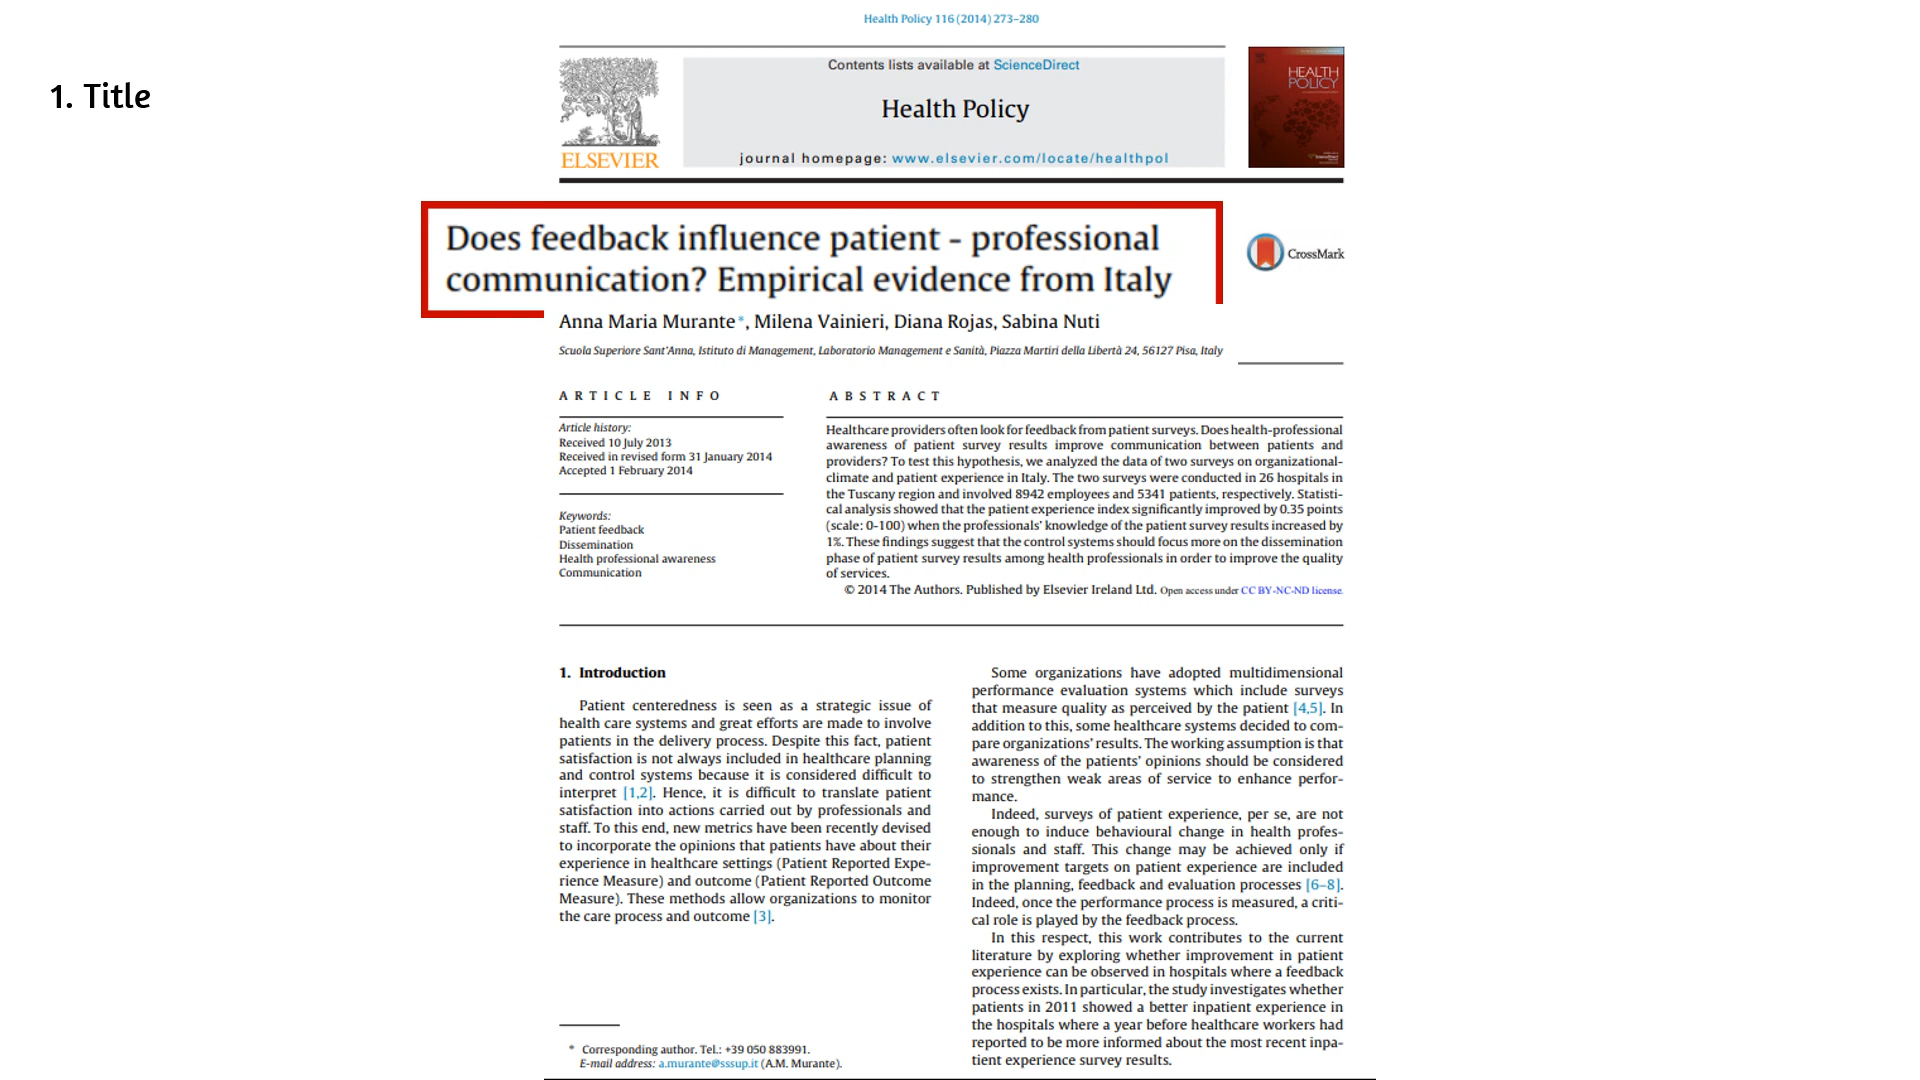 Health Policy 116 (2014) 273–280
1. Title
ELSEVIER
Contents lists available at ScienceDirect
Health Policy
journal homepage: www.elsevier.com/locate/healthpol
HEALTH
POLICY
Does feedback influence patient - professional
communication? Empirical evidence from Italy
CrossMark
Anna Maria Murante*, Milena Vainieri, Diana Rojas, Sabina Nuti
Scuola Superiore Sant'Anna, Istituto di Management, Laboratorio Management e Sanità, Piazza Martiri della Libertà 24, 56127 Pisa, Italy
ARTICLE INFO
Article history:
Received 10 July 2013
Received in revised form 31 January 2014
Accepted 1 February 2014
Keywords:
Patient feedback
Dissemination
Health professional awareness
Communication
ABSTRACT
Healthcare providers often look for feedback from patient surveys. Does health-professional
awareness of patient survey results improve communication between patients and
providers? To test this hypothesis, we analyzed the data of two surveys on organizational-
climate and patient experience in Italy. The two surveys were conducted in 26 hospitals in
the Tuscany region and involved 8942 employees and 5341 patients, respectively. Statisti-
cal analysis showed that the patient experience index significantly improved by 0.35 points
(scale: 0-100) when the professionals' knowledge of the patient survey results increased by
1%. These findings suggest that the control systems should focus more on the dissemination
phase of patient survey results among health professionals in order to improve the quality
of services.
© 2014 The Authors. Published by Elsevier Ireland Ltd. Open access under CC BY-NC-ND license.
1. Introduction
Patient centeredness is seen as a strategic issue of
health care systems and great efforts are made to involve
patients in the delivery process. Despite this fact, patient
satisfaction is not always included in healthcare planning
and control systems because it is considered difficult to
interpret [1,2]. Hence, it is difficult to translate patient
satisfaction into actions carried out by professionals and
staff. To this end, new metrics have been recently devised
to incorporate the opinions that patients have about their
experience in healthcare settings (Patient Reported Expe-
rience Measure) and outcome (Patient Reported Outcome
Measure). These methods allow organizations to monitor
the care process and outcome [3].
* Corresponding author. Tel.: +39 050 883991.
E-mail address: a.murante@sssup.it (A.M. Murante).
Some organizations have adopted multidimensional
performance evaluation systems which include surveys
that measure quality as perceived by the patient [4,5]. In
addition to this, some healthcare systems decided to com-
pare organizations' results. The working assumption is that
awareness of the patients' opinions should be considered
to strengthen weak areas of service to enhance perfor-
mance.
Indeed, surveys of patient experience, per se, are not
enough to induce behavioural change in health profes-
sionals and staff. This change may be achieved only if
improvement targets on patient experience are included
in the planning, feedback and evaluation processes [6–8].
Indeed, once the performance process is measured, a criti-
cal role is played by the feedback process.
In this respect, this work contributes to the current
literature by exploring whether improvement in patient
experience can be observed in hospitals where a feedback
process exists. In particular, the study investigates whether
patients in 2011 showed a better inpatient experience in
the hospitals where a year before healthcare workers had
reported to be more informed about the most recent inpa-
tient experience survey results.